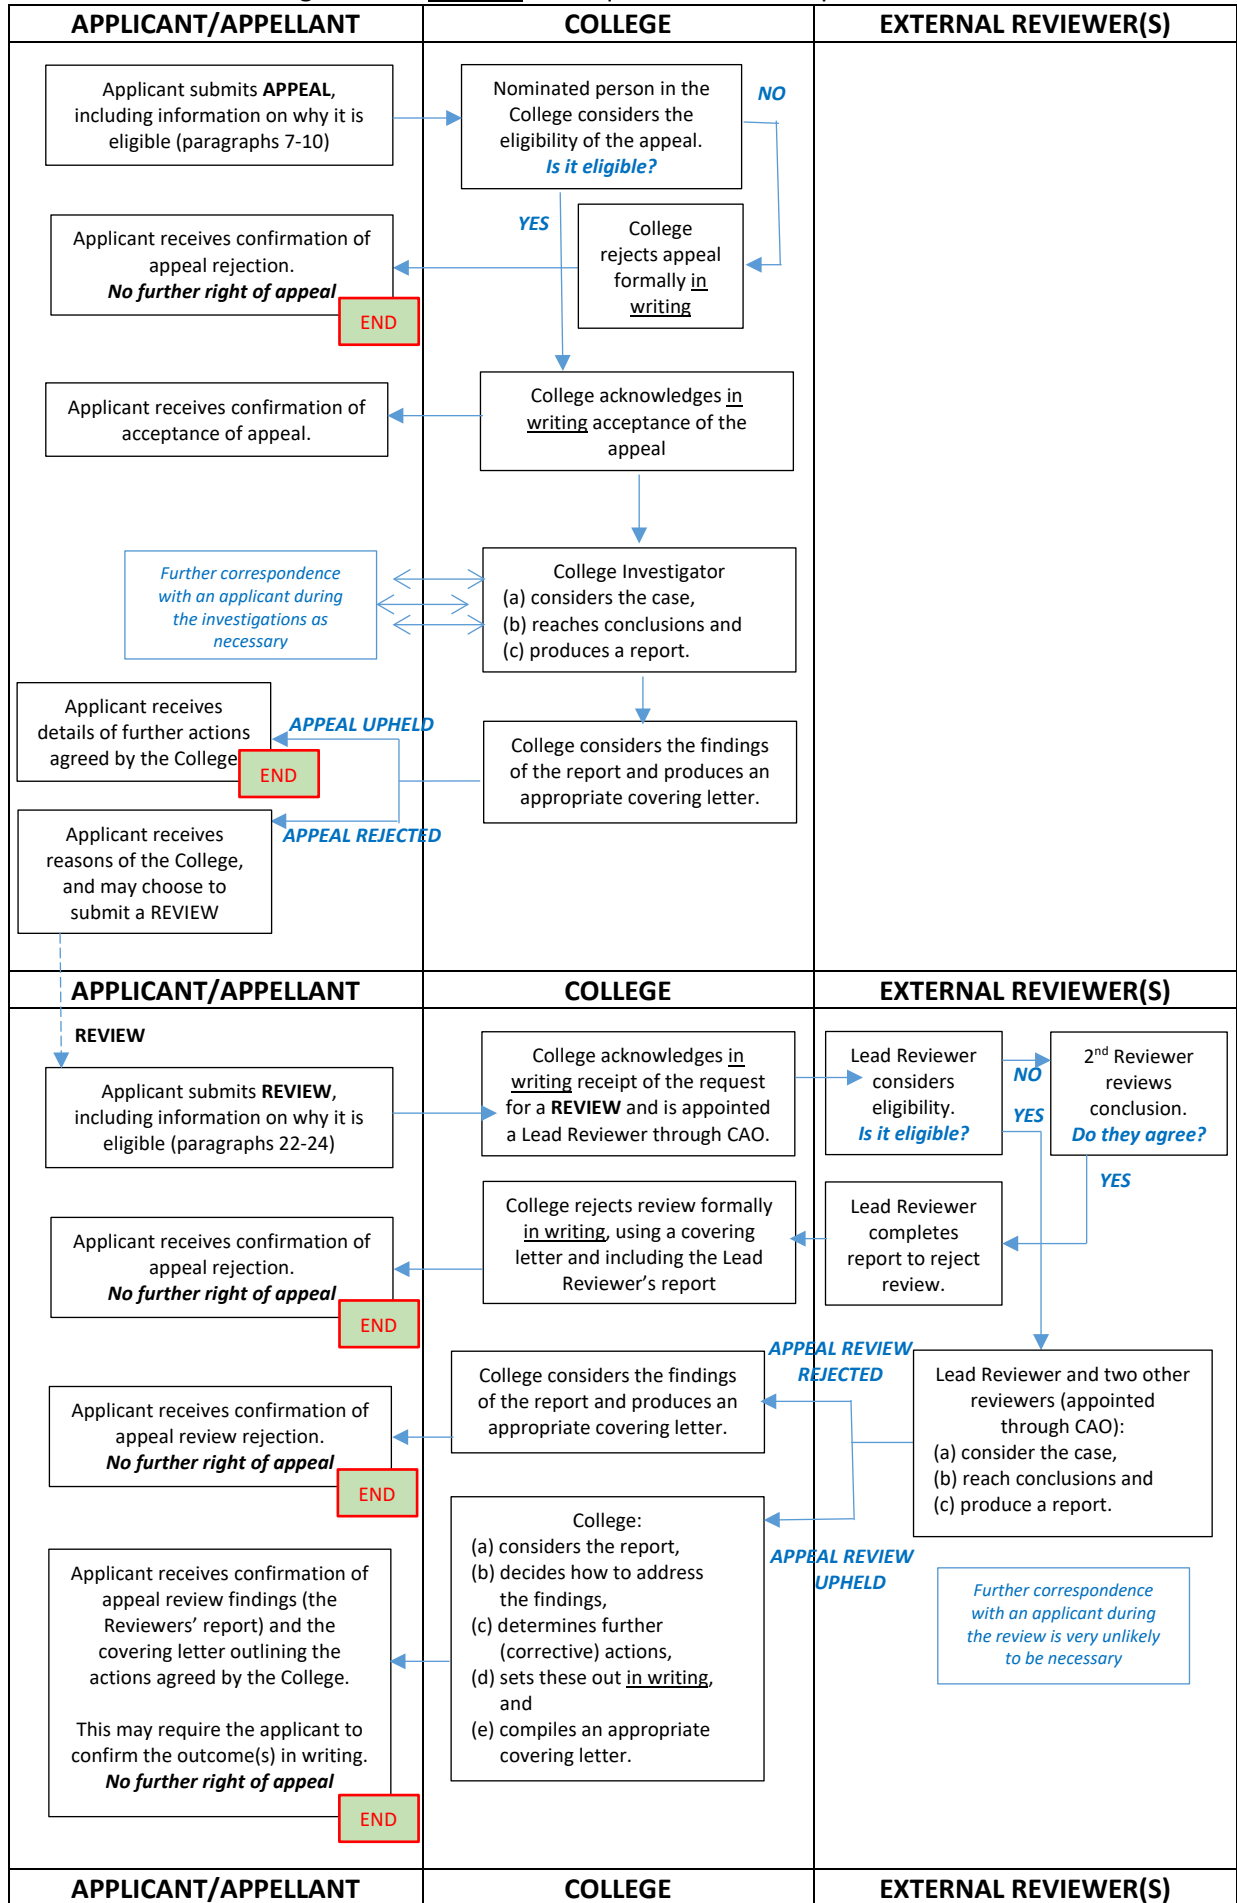 APPLICANT/APPELLANT
COLLEGE
EXTERNAL REVIEWER(S)
Applicant submits APPEAL,
including information on why it is
eligible (paragraphs 7-10)
Nominated person in the
College considers the
eligibility of the appeal.
Is it eligible?
NO
YES
College
rejects appeal
formally in
writing
Applicant receives confirmation of
appeal rejection.
No further right of appeal
END
College acknowledges in
writing acceptance of the
appeal
Applicant receives confirmation of
acceptance of appeal.
College Investigator
(a) considers the case,
(b) reaches conclusions and
(c) produces a report.
Further correspondence
with an applicant during
the investigations as
necessary
College considers the findings
of the report and produces an
appropriate covering letter.
APPEAL UPHELD
Applicant receives
details of further actions
agreed by the College
END
APPEAL REJECTED
Applicant receives
reasons of the College,
and may choose to
submit a REVIEW
APPLICANT/APPELLANT
COLLEGE
EXTERNAL REVIEWER(S)
REVIEW
Applicant submits REVIEW,
including information on why it is
eligible (paragraphs 22-24)
College acknowledges in
writing receipt of the request
for a REVIEW and is appointed
a Lead Reviewer through CAO.
Lead Reviewer
considers
eligibility.
Is it eligible?
NO
YES
2nd Reviewer
reviews
conclusion.
Do they agree?
YES
Lead Reviewer
completes
report to reject
review.
College rejects review formally
in writing, using a covering
letter and including the Lead
Reviewer's report
Applicant receives confirmation of
appeal rejection.
No further right of appeal
END
Lead Reviewer and two other
reviewers (appointed
through CAO):
(a) consider the case,
(b) reach conclusions and
(c) produce a report.
APPEAL REVIEW
REJECTED
College considers the findings
of the report and produces an
appropriate covering letter.
Applicant receives confirmation of
appeal review rejection.
No further right of appeal
END
APPEAL REVIEW
UPHELD
College:
(a) considers the report,
(b) decides how to address
the findings,
(c) determines further
(corrective) actions,
(d) sets these out in writing,
and
(e) compiles an appropriate
covering letter.
Further correspondence
with an applicant during
the review is very unlikely
to be necessary
Applicant receives confirmation of
appeal review findings (the
Reviewers' report) and the
covering letter outlining the
actions agreed by the College.
This may require the applicant to
confirm the outcome(s) in writing.
No further right of appeal
END
APPLICANT/APPELLANT
COLLEGE
EXTERNAL REVIEWER(S)